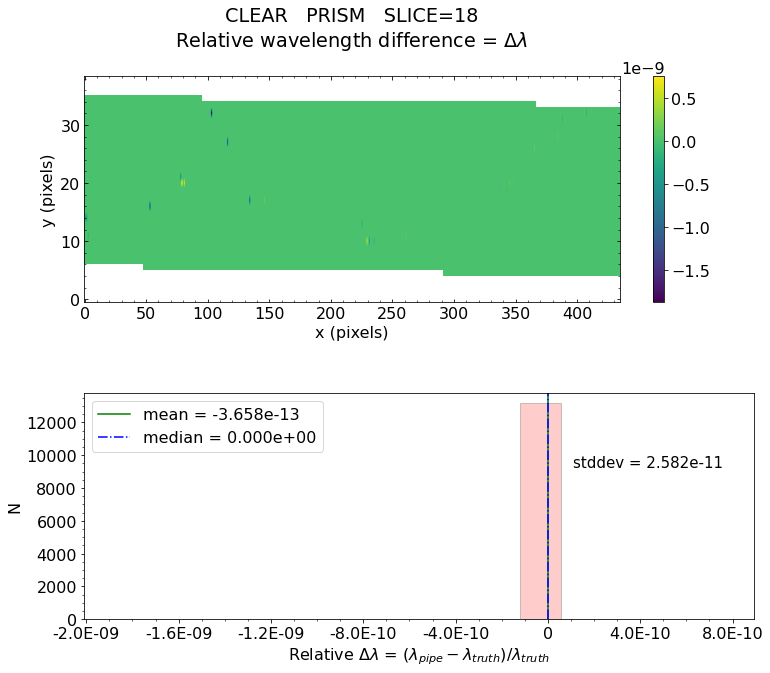 CLEAR PRISM SLICE=18
Relative wavelength difference = Δλ
1e−9
y (pixels)
30
20
10
0
0 50 100 150 200 250 300 350 400
x (pixels)
0.5
0.0
−0.5
−1.0
−1.5
mean = -3.658e-13
median = 0.000e+00
stddev = 2.582e-11
N
12000
10000
8000
6000
4000
2000
0
-2.0E-09 -1.6E-09 -1.2E-09 -8.0E-10 -4.0E-10 0 4.0E-10 8.0E-10
Relative Δλ = (λpipe − λtruth)/λtruth